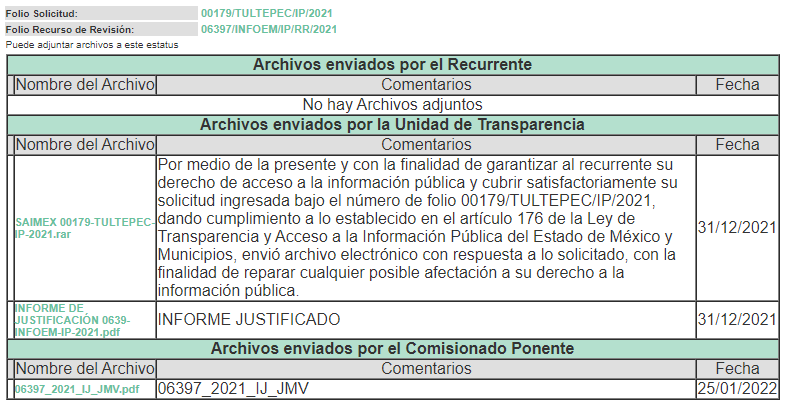 Folio Solicitud: 00179/TULTEPEC/IP/2021
Folio Recurso de Revisión: 06397/INFOEM/IP/RR/2021
Puede adjuntar archivos a este estatus
Archivos enviados por el Recurrente
Nombre del Archivo Comentarios Fecha
No hay Archivos adjuntos
Archivos enviados por la Unidad de Transparencia
Nombre del Archivo Comentarios Fecha
SAIMEX 00179-TULTEPEC-
IP-2021.rar
Por medio de la presente y con la finalidad de garantizar al recurrente su
derecho de acceso a la información pública y cubrir satisfactoriamente su
solicitud ingresada bajo el número de folio 00179/TULTEPEC/IP/2021,
dando cumplimiento a lo establecido en el artículo 176 de la Ley de
Transparencia y Acceso a la Información Pública del Estado de México y
Municipios, envió archivo electrónico con respuesta a lo solicitado, con la
finalidad de reparar cualquier posible afectación a su derecho a la
información pública.
31/12/2021
INFORME DE
JUSTIFICACIÓN 0639-
INFOEM-IP-2021.pdf
INFORME JUSTIFICADO
31/12/2021
Archivos enviados por el Comisionado Ponente
Nombre del Archivo Comentarios Fecha
06397_2021_IJ_JMV.pdf 06397_2021_IJ_JMV 25/01/2022